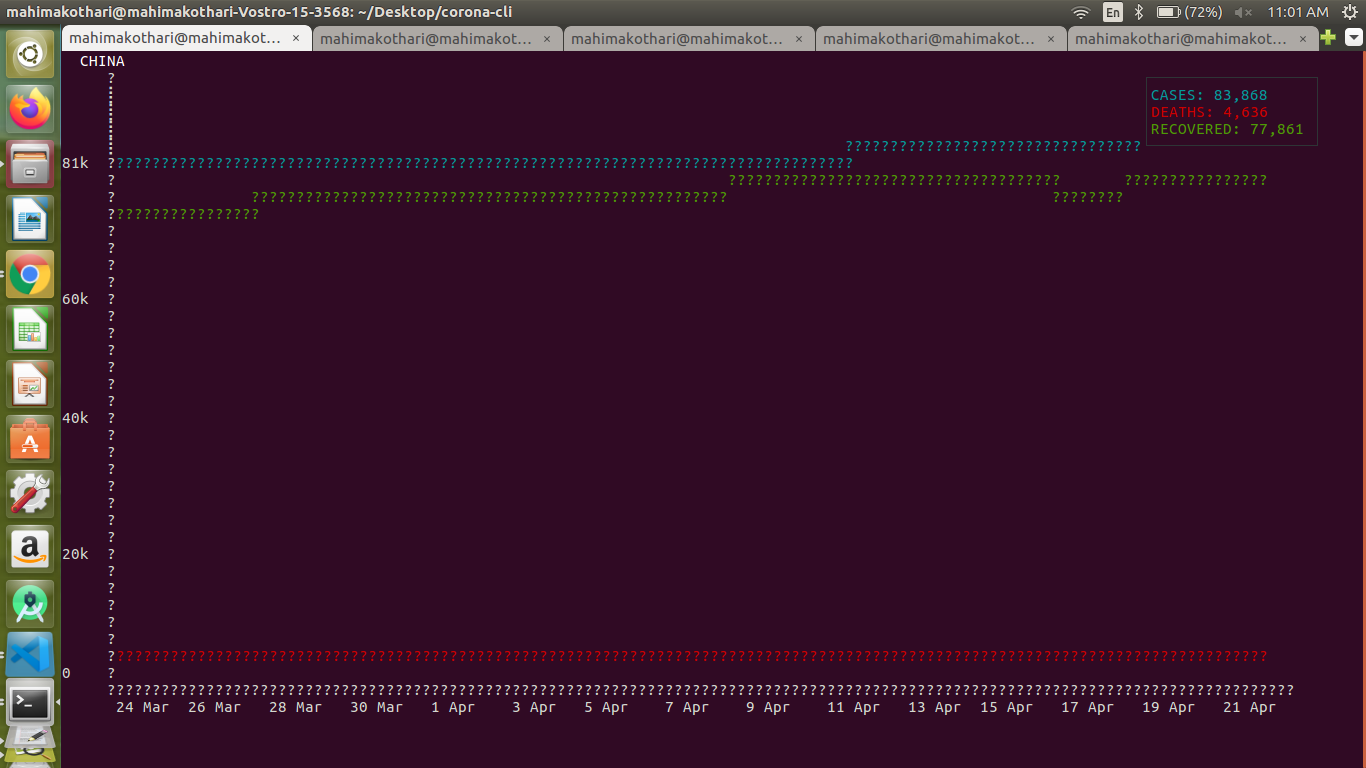 mahimakothari@mahimakothari-Vostro-15-3568: ~/Desktop/corona-cli
En (72%) 11:01 AM
mahimakothari@mahimakot... × mahimakothari@mahimakot... × mahimakothari@mahimakot... × mahimakothari@mahimakot... × mahimakothari@mahimakot... ×
CHINA
CASES: 83,868
DEATHS: 4,636
RECOVERED: 77,861
81k
60k
40k
20k
0
24 Mar 26 Mar 28 Mar 30 Mar 1 Apr 3 Apr 5 Apr 7 Apr 9 Apr 11 Apr 13 Apr 15 Apr 17 Apr 19 Apr 21 Apr